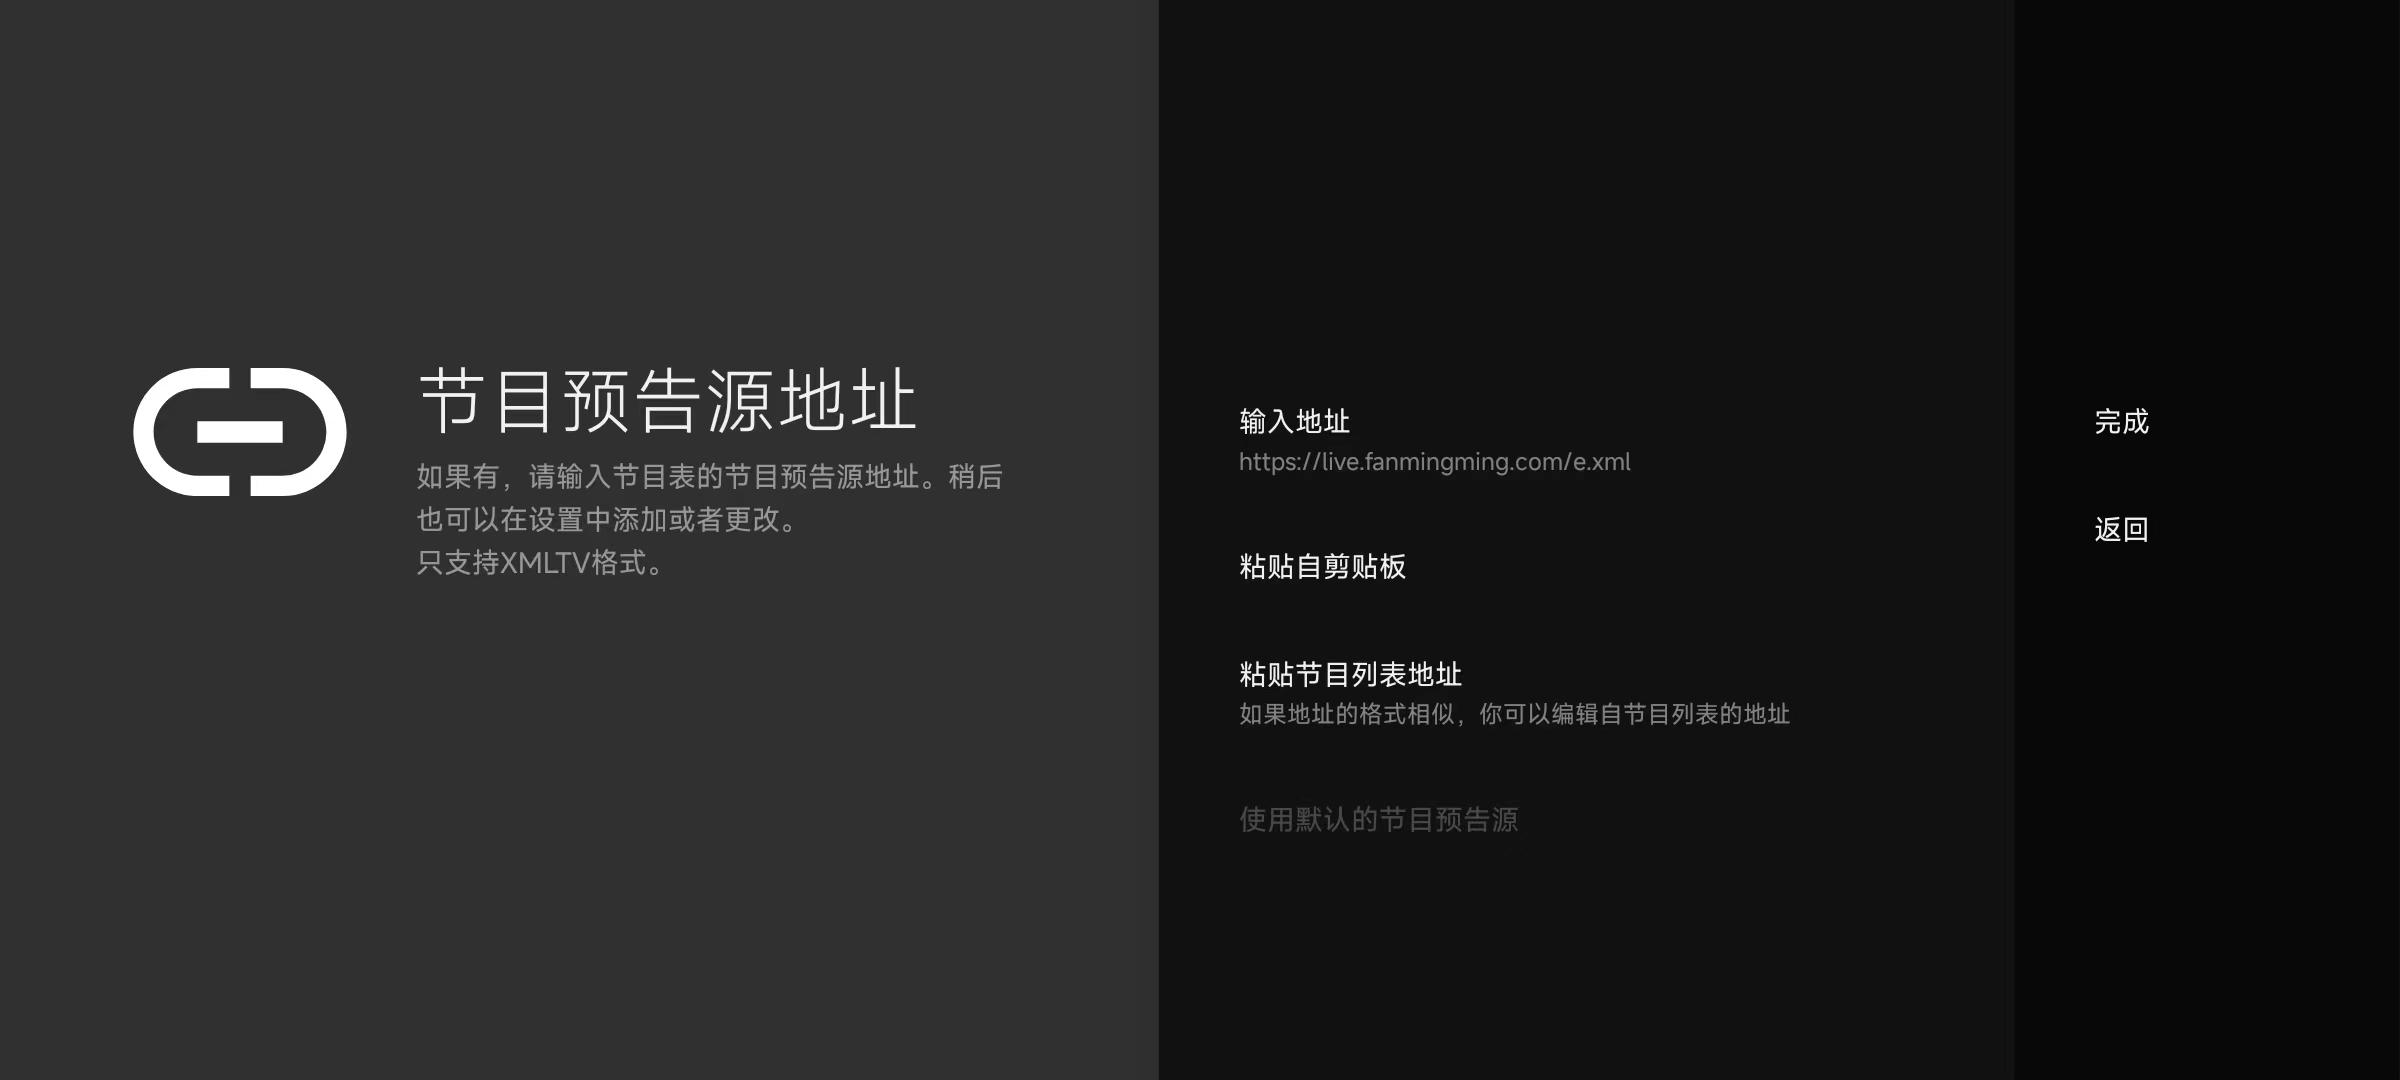 节目预告源地址
如果有，请输入节目表的节目预告源地址。稍后
也可以在设置中添加或者更改。
只支持XMLTV格式。
输入地址
https://live.fanmingming.com/e.xml
粘贴自剪贴板
粘贴节目列表地址
如果地址的格式相似，你可以编辑自节目列表的地址
使用默认的节目预告源
完成
返回